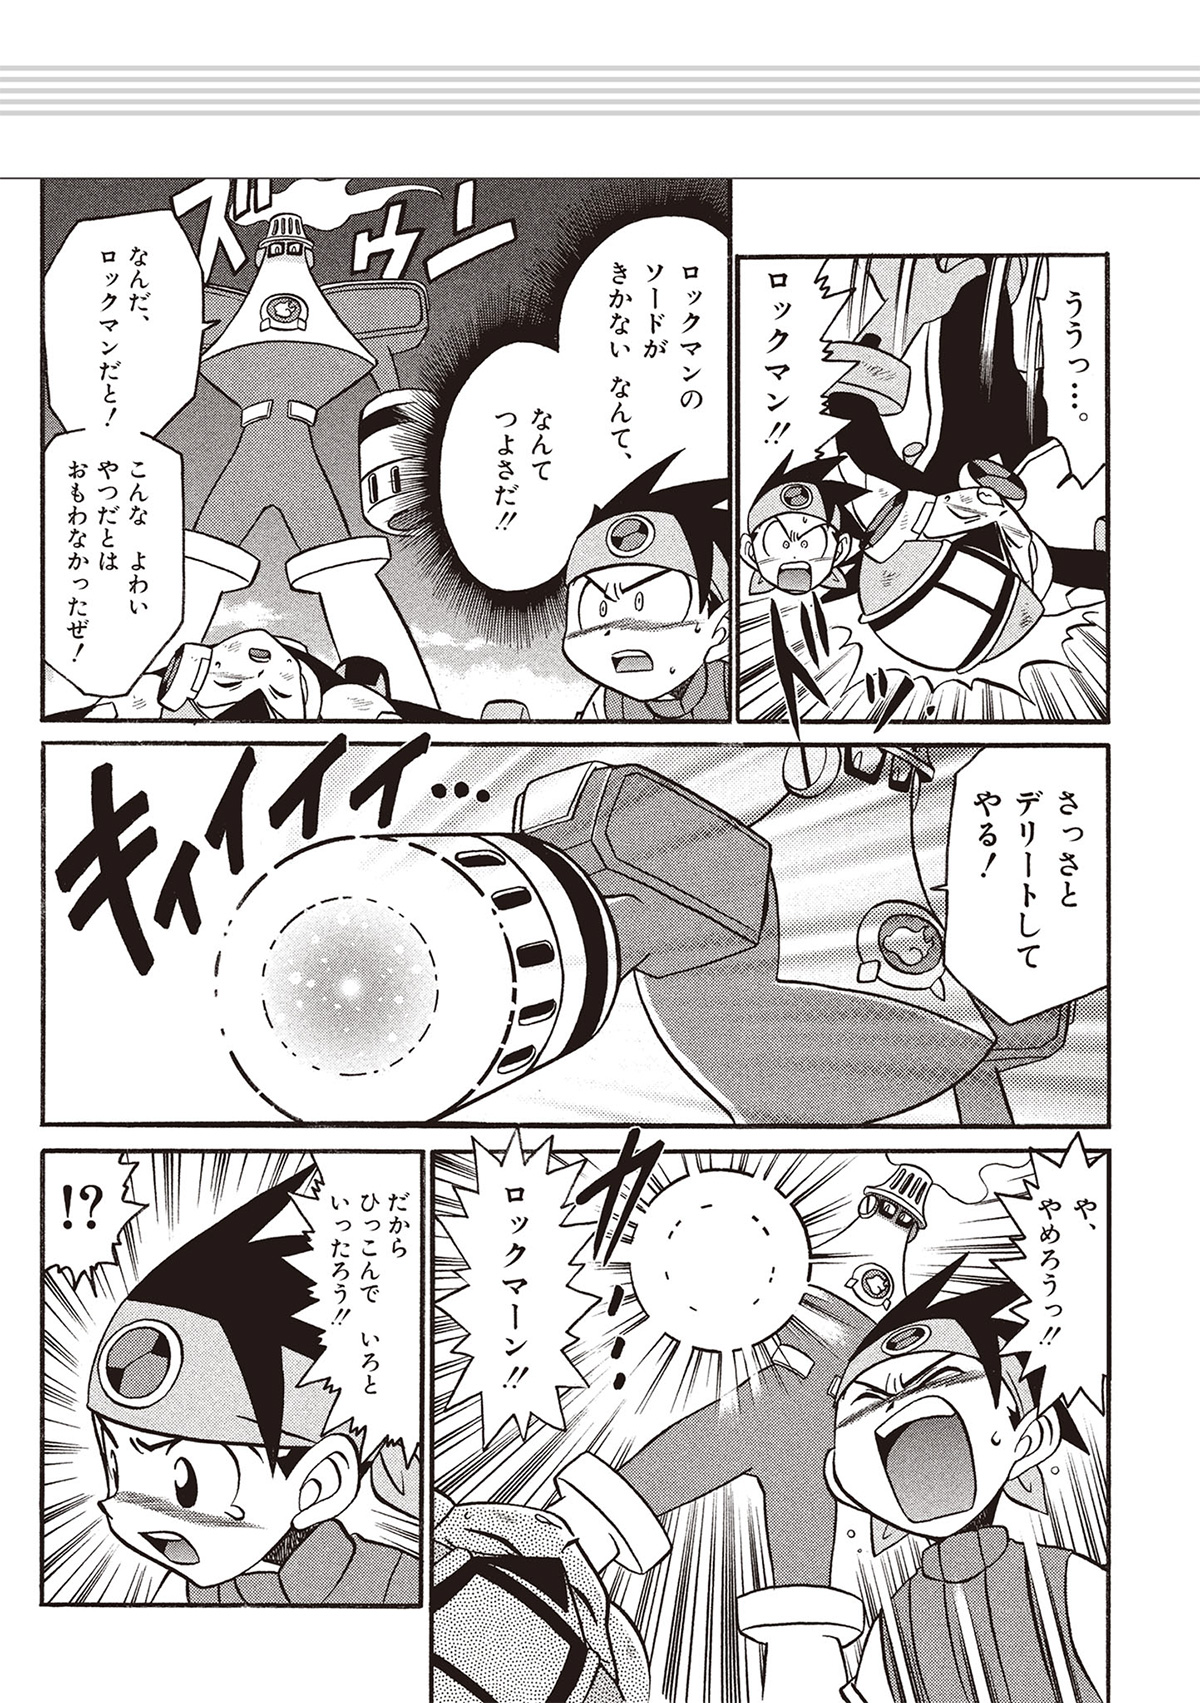 ううっ…。
ロックマン!!
ドサッ
ロックマンの
ソードが
きかない なんて、
なんて
つよさだ!!
ズゥン
なんだ、
ロックマンだと!
こんな よわい
やつだとは
おもわなかったぜ!
さっさと
デリートして
やる!
キィイイイ…
や、
やめろうっ!!
カッ
ロックマーン!!
だから
ひっこんで いろと
いったろう!!
!?